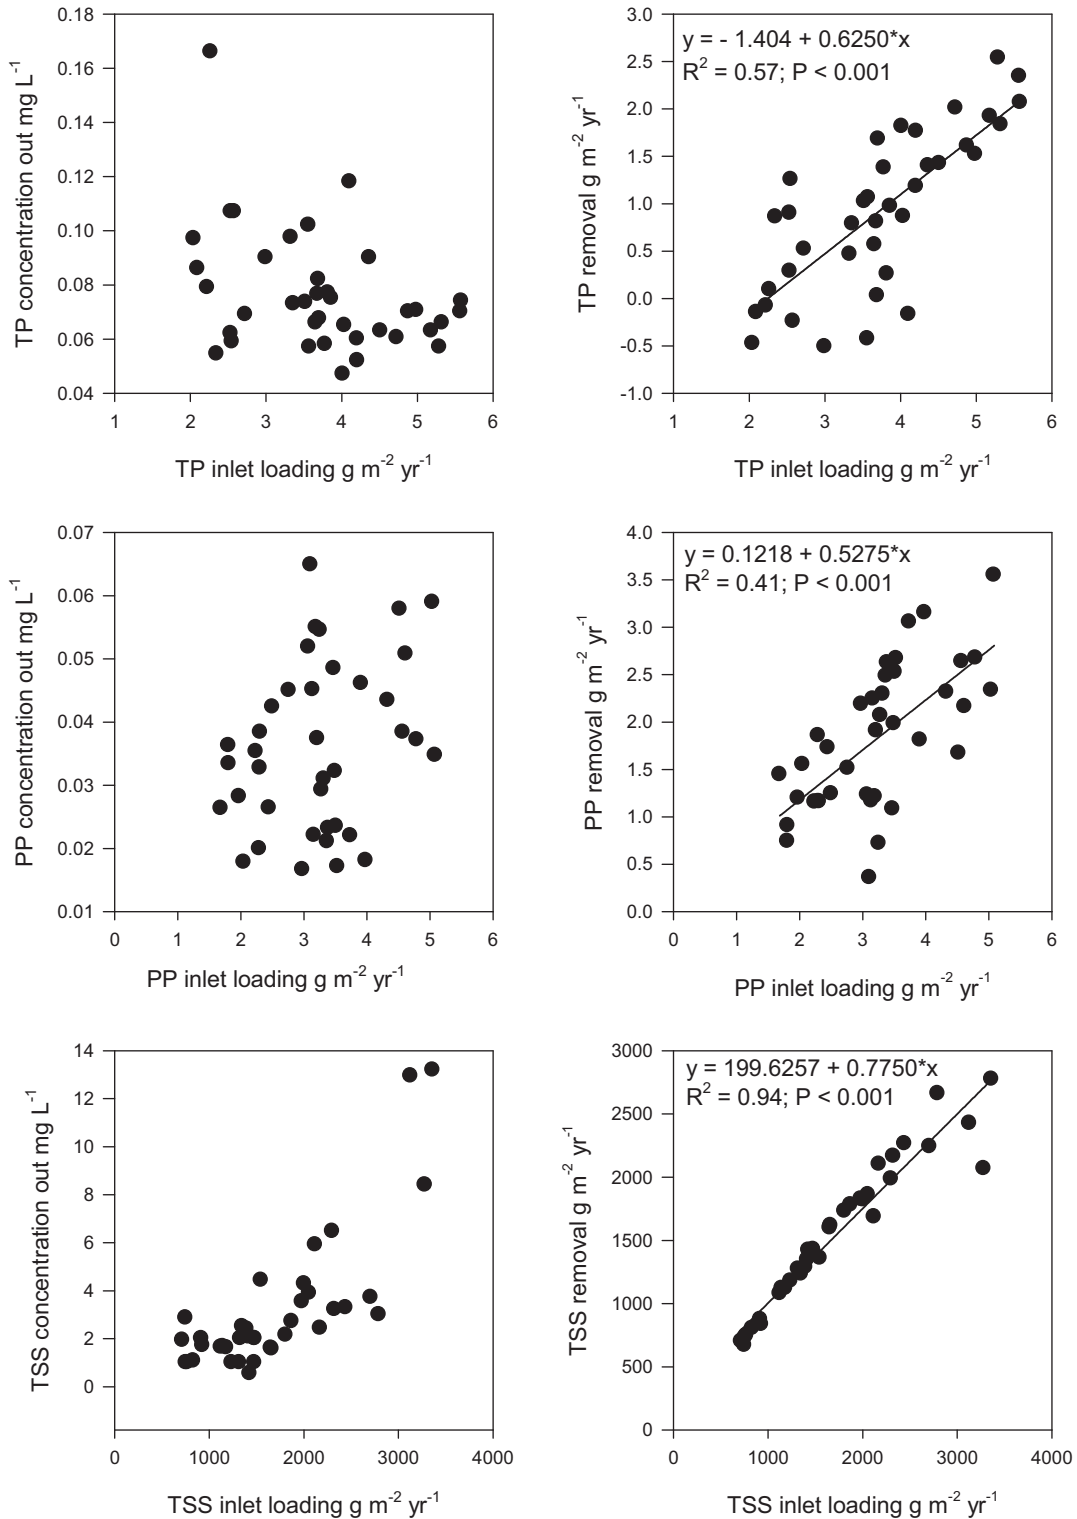 TP concentration out mg L⁻¹
0.18
0.16
0.14
0.12
0.10
0.08
0.06
0.04
1 2 3 4 5 6
TP inlet loading g m⁻² yr⁻¹
TP removal g m⁻² yr⁻¹
3.0
2.5
2.0
1.5
1.0
0.5
0.0
-0.5
-1.0
y = - 1.404 + 0.6250*x
R² = 0.57; P < 0.001
1 2 3 4 5 6
TP inlet loading g m⁻² yr⁻¹
PP concentration out mg L⁻¹
0.07
0.06
0.05
0.04
0.03
0.02
0.01
0 1 2 3 4 5 6
PP inlet loading g m⁻² yr⁻¹
PP removal g m⁻² yr⁻¹
4.0
3.5
3.0
2.5
2.0
1.5
1.0
0.5
0.0
y = 0.1218 + 0.5275*x
R² = 0.41; P < 0.001
0 1 2 3 4 5 6
PP inlet loading g m⁻² yr⁻¹
TSS concentration out mg L⁻¹
14
12
10
8
6
4
2
0
0 1000 2000 3000 4000
TSS inlet loading g m⁻² yr⁻¹
TSS removal g m⁻² yr⁻¹
3000
2500
2000
1500
1000
500
0
y = 199.6257 + 0.7750*x
R² = 0.94; P < 0.001
0 1000 2000 3000 4000
TSS inlet loading g m⁻² yr⁻¹